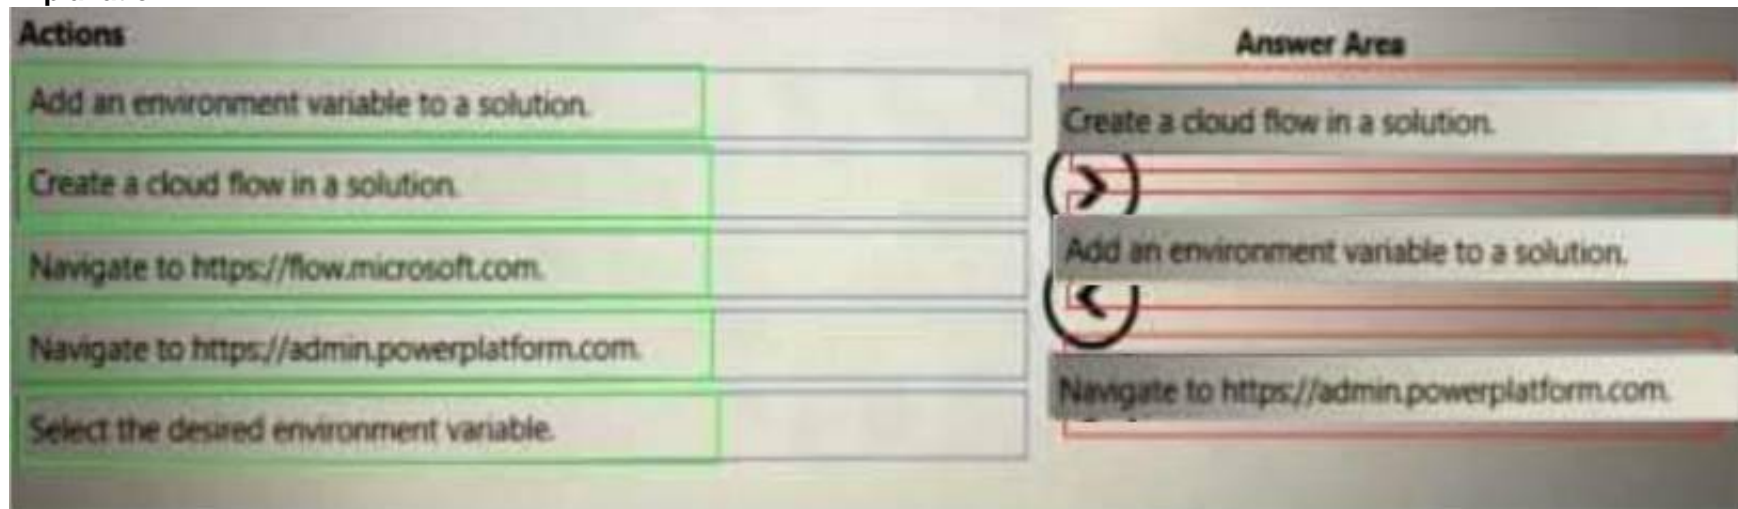 Actions
Add an environment variable to a solution.
Create a cloud flow in a solution.
Navigate to https://flow.microsoft.com.
Navigate to https://admin.powerplatform.com.
Select the desired environment variable.
Answer Area
Create a cloud flow in a solution.
Add an environment variable to a solution.
Navigate to https://admin.powerplatform.com.